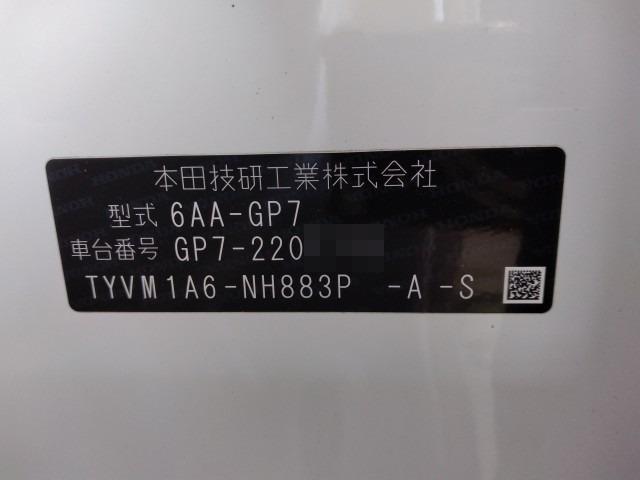 本田技研工業株式会社
型式 6AA-GP7
車台番号 GP7-220
TYVM1A6-NH883P -A -S